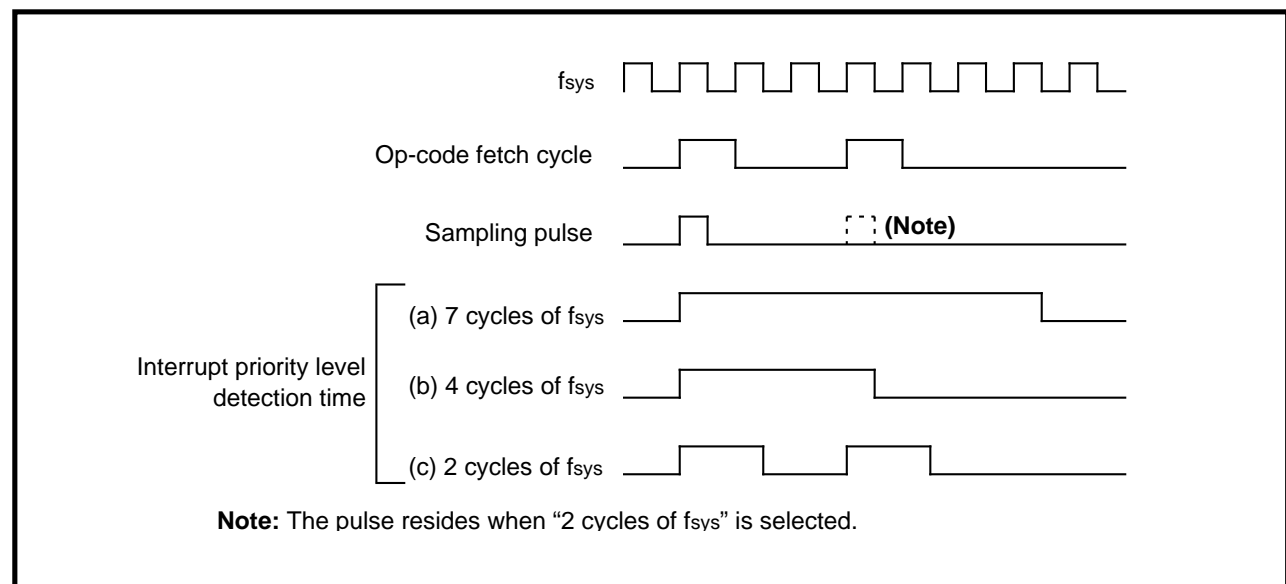 fsys
Op-code fetch cycle
Sampling pulse
(Note)
(a) 7 cycles of fsys
Interrupt priority level
detection time
(b) 4 cycles of fsys
(c) 2 cycles of fsys
Note: The pulse resides when “2 cycles of fsys” is selected.